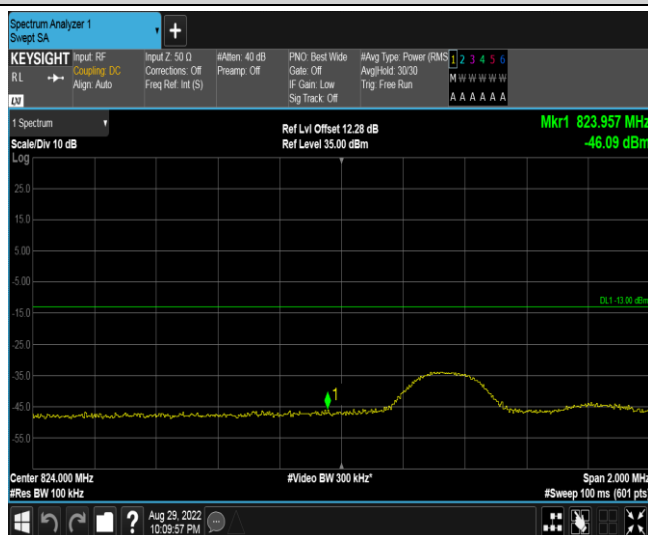 Spectrum Analyzer 1
Swept SA
+
KEYSIGHT
RL
Input: RF
Coupling: DC
Align: Auto
Input Z: 50 Ω
Corrections: Off
Freq Ref: Int (S)
#Atten: 40 dB
Preamp: Off
PNO: Best Wide
Gate: Off
IF Gain: Low
Sig Track: Off
#Avg Type: Power (RMS
Avg|Hold: 30/30
Trig: Free Run
1 2 3 4 5 6
M W W W W W
A A A A A A
1 Spectrum
Scale/Div 10 dB
Log
Ref Lvl Offset 12.28 dB
Ref Level 35.00 dBm
Mkr1 823.957 MHz
-46.09 dBm
25.0
15.0
5.00
-5.00
DL1 -13.00 dBm
-15.0
-25.0
-35.0
1
-45.0
-55.0
Center 824.000 MHz
#Res BW 100 kHz
#Video BW 300 kHz*
Span 2.000 MHz
#Sweep 100 ms (601 pts)
?
Aug 29, 2022
10:09:57 PM